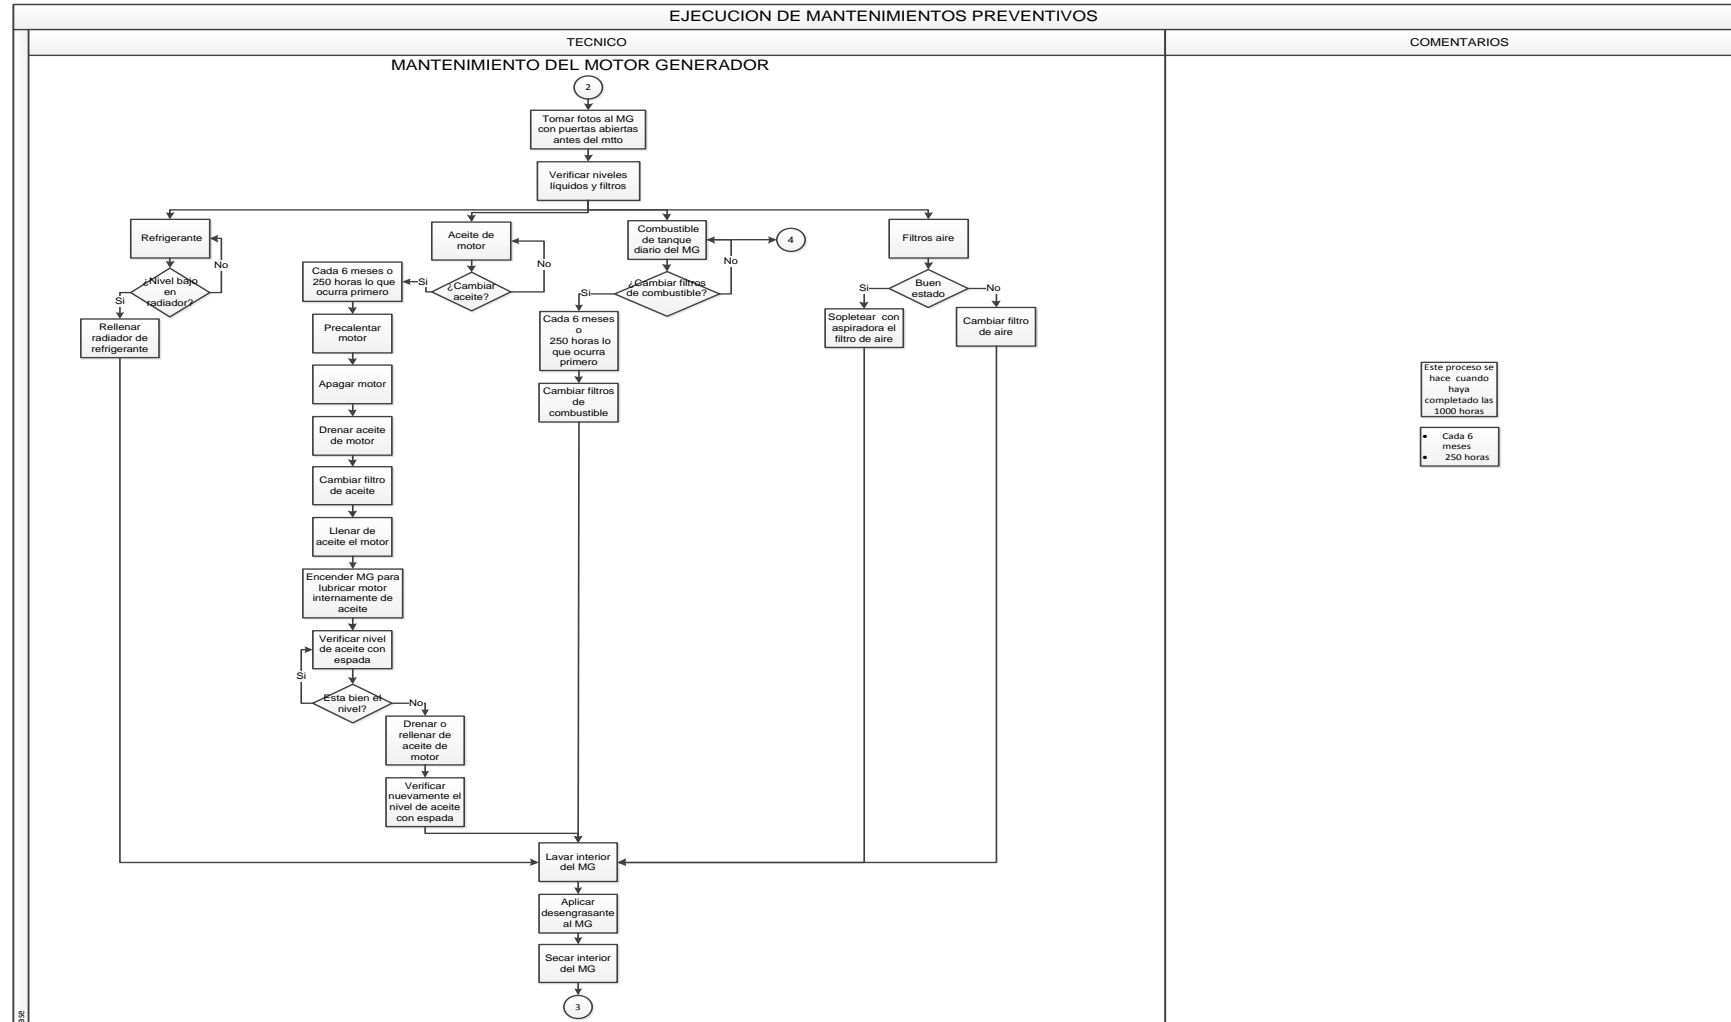 EJECUCION DE MANTENIMIENTOS PREVENTIVOS
TECNICO
COMENTARIOS
MANTENIMIENTO DEL MOTOR GENERADOR
2
Tomar fotos al MG
con puertas abiertas
antes del mtto
Verificar niveles
líquidos y filtros
Refrigerante
No
¿Nivel bajo
en
radiador?
Si
Rellenar
radiador de
refrigerante
Aceite de
motor
No
¿Cambiar
aceite?
Si
Cada 6 meses o
250 horas lo que
ocurra primero
Precalentar
motor
Apagar motor
Drenar aceite
de motor
Cambiar filtro
de aceite
Llenar de
aceite el motor
Encender MG para
lubricar motor
internamente de
aceite
Verificar nivel
de aceite con
espada
Si
Esta bien el
nivel?
No
Drenar o
rellenar de
aceite de
motor
Verificar
nuevamente el
nivel de aceite
con espada
Combustible
de tanque
diario del MG
4
No
¿Cambiar filtros
de combustible?
Si
Cada 6 meses
o
250 horas lo
que ocurra
primero
Cambiar filtros
de
combustible
Filtros aire
Buen
estado
Si
No
Sopletear con
aspiradora el
filtro de aire
Cambiar filtro
de aire
Lavar interior
del MG
Aplicar
desengrasante
al MG
Secar interior
del MG
3
Este proceso se
hace cuando
haya
completado las
1000 horas
• Cada 6
meses
• 250 horas